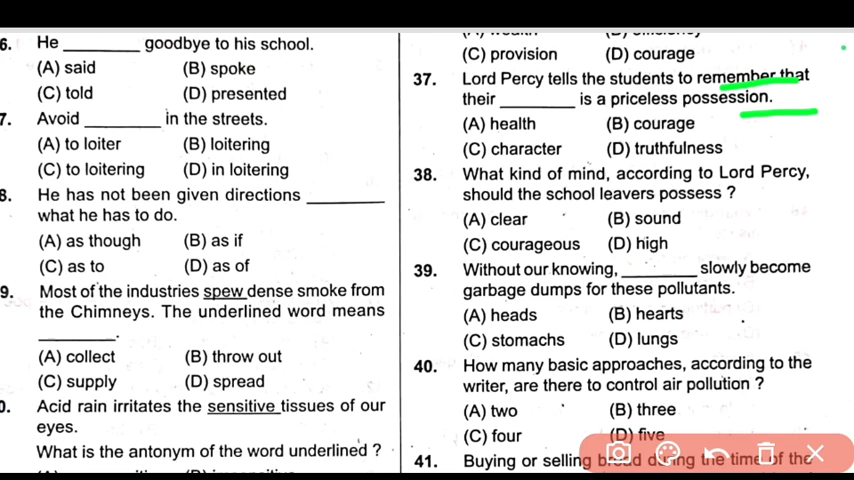 6. He ________ goodbye to his school.
(A) said (B) spoke
(C) told (D) presented
7. Avoid ________ in the streets.
(A) to loiter (B) loitering
(C) to loitering (D) in loitering
8. He has not been given directions ________
what he has to do.
(A) as though (B) as if
(C) as to (D) as of
9. Most of the industries spew dense smoke from
the Chimneys. The underlined word means
________.
(A) collect (B) throw out
(C) supply (D) spread
0. Acid rain irritates the sensitive tissues of our
eyes.
What is the antonym of the word underlined ?
(C) provision (D) courage
37. Lord Percy tells the students to remember that
their ________ is a priceless possession.
(A) health (B) courage
(C) character (D) truthfulness
38. What kind of mind, according to Lord Percy,
should the school leavers possess ?
(A) clear (B) sound
(C) courageous (D) high
39. Without our knowing, ________ slowly become
garbage dumps for these pollutants.
(A) heads (B) hearts
(C) stomachs (D) lungs
40. How many basic approaches, according to the
writer, are there to control air pollution ?
(A) two (B) three
(C) four (D) five
41. Buying or selling bread during the time of the